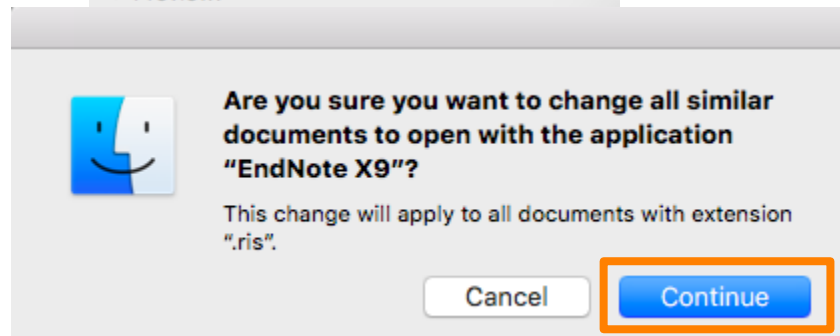 Are you sure you want to change all similar
documents to open with the application
“EndNote X9”?
This change will apply to all documents with extension
“.ris”.
Cancel Continue